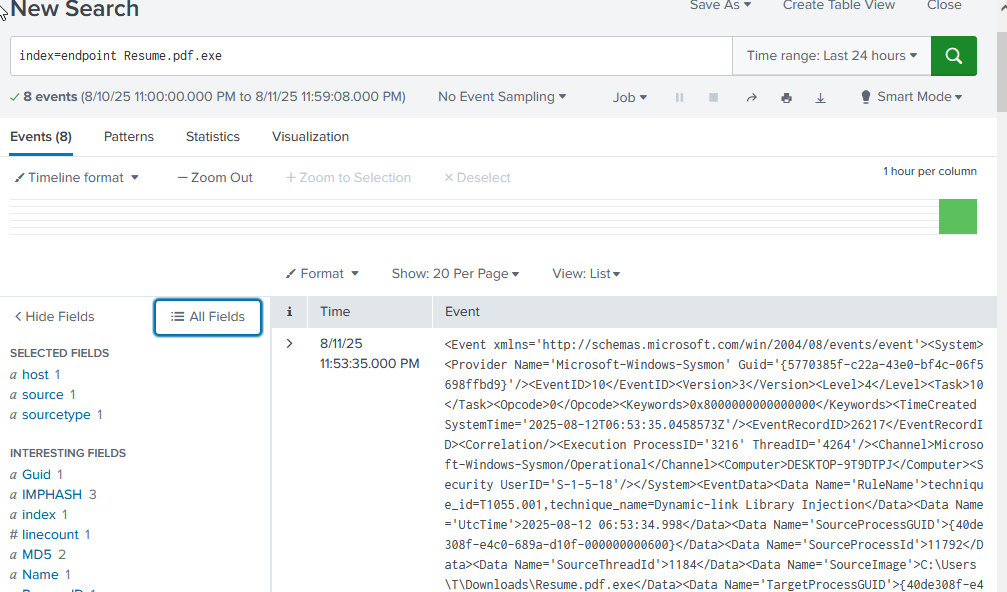 New Search
Save As
Create Table View
Close
index=endpoint Resume.pdf.exe
Time range: Last 24 hours
8 events (8/10/25 11:00:00.000 PM to 8/11/25 11:59:08.000 PM)
No Event Sampling
Job
Smart Mode
Events (8)
Patterns
Statistics
Visualization
Timeline format
— Zoom Out
+ Zoom to Selection
× Deselect
1 hour per column
Format
Show: 20 Per Page
View: List
< Hide Fields
All Fields
i
Time
Event
SELECTED FIELDS
a host 1
a source 1
a sourcetype 1
INTERESTING FIELDS
a Guid 1
a IMPHASH 3
a index 1
# linecount 1
a MD5 2
a Name 1
>
8/11/25
11:53:35.000 PM
<Event xmlns='http://schemas.microsoft.com/win/2004/08/events/event'><System>
<Provider Name='Microsoft-Windows-Sysmon' Guid='{5770385f-c22a-43e0-bf4c-06f5
698ffbd9}'/><EventID>10</EventID><Version>3</Version><Level>4</Level><Task>10
</Task><Opcode>0</Opcode><Keywords>0x8000000000000000</Keywords><TimeCreated
SystemTime='2025-08-12T06:53:35.0458573Z'/><EventRecordID>26217</EventRecordI
D><Correlation/><Execution ProcessID='3216' ThreadID='4264'/><Channel>Microso
ft-Windows-Sysmon/Operational</Channel><Computer>DESKTOP-9T9DTPJ</Computer><S
ecurity UserID='S-1-5-18'/></System><EventData><Data Name='RuleName'>techniqu
e_id=T1055.001,technique_name=Dynamic-link Library Injection</Data><Data Name
='UtcTime'>2025-08-12 06:53:34.998</Data><Data Name='SourceProcessGUID'>{40de
308f-e4c0-689a-d10f-000000000600}</Data><Data Name='SourceProcessId'>11792</D
ata><Data Name='SourceThreadId'>1184</Data><Data Name='SourceImage'>C:\Users
\T\Downloads\Resume.pdf.exe</Data><Data Name='TargetProcessGUID'>{40de308f-e4